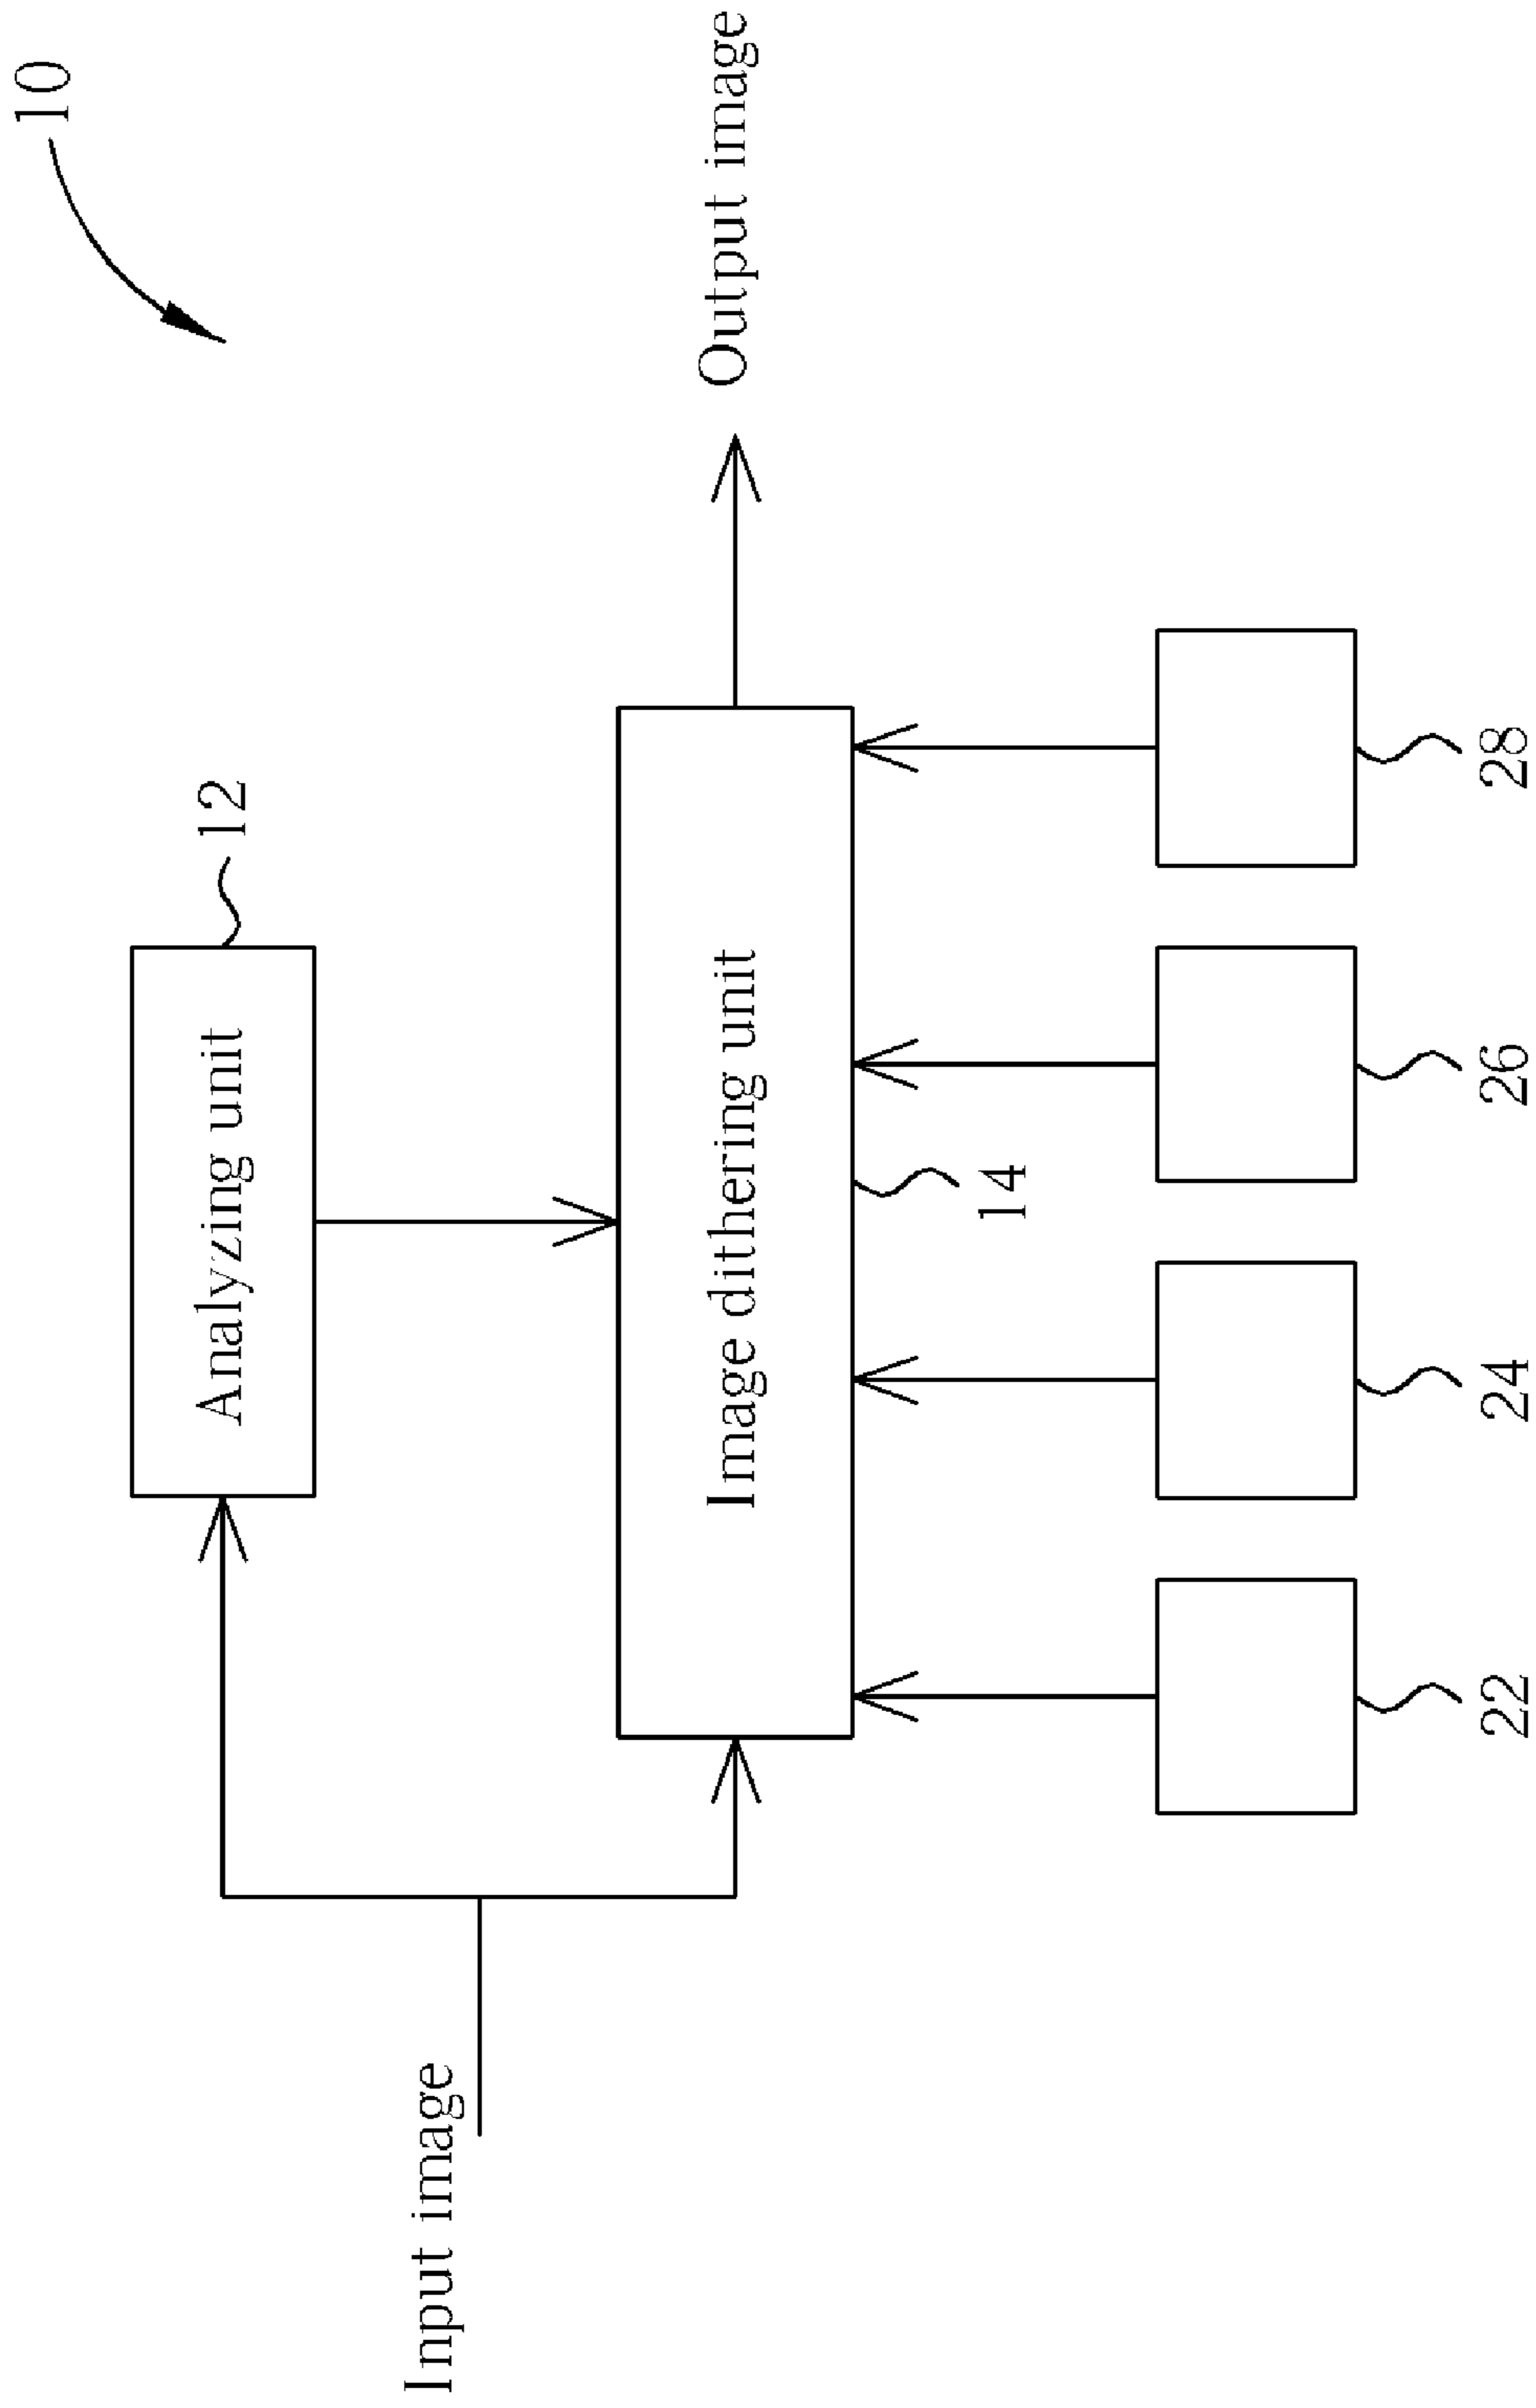 10
12
Analyzing unit
Input image
Output image
Image dithering unit
14
22
24
26
28